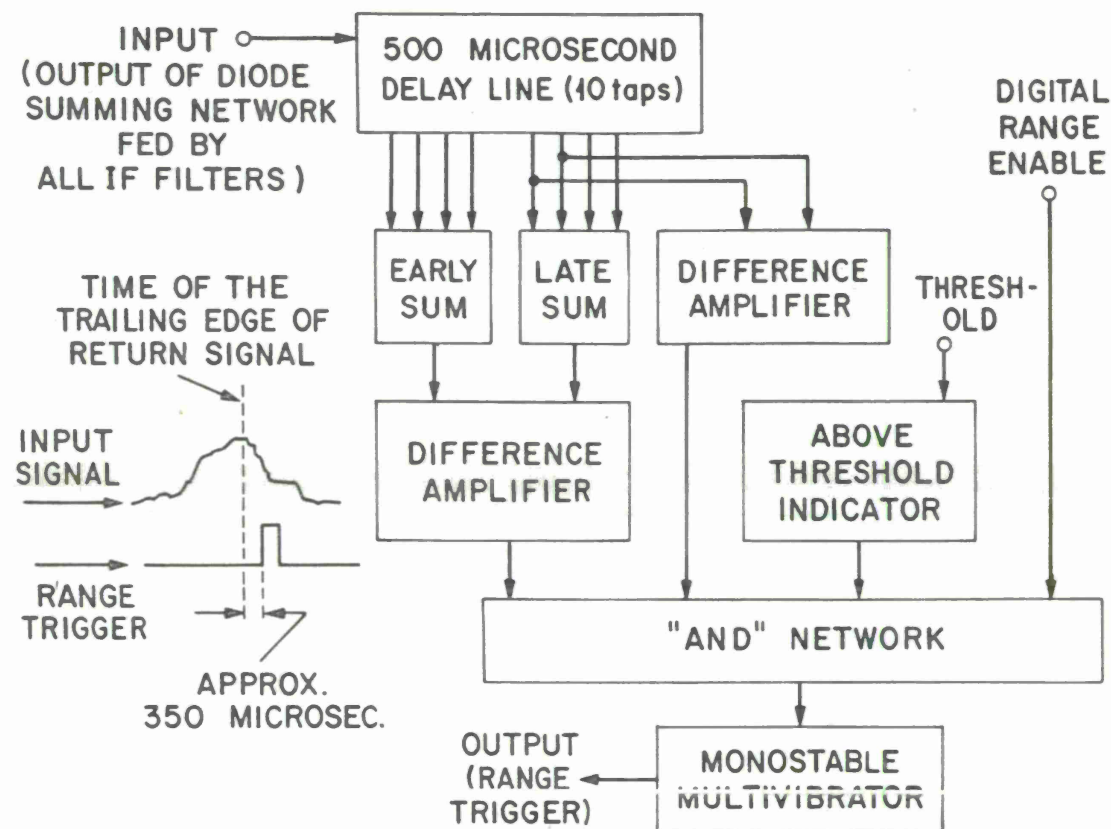 INPUT
(OUTPUT OF DIODE
SUMMING NETWORK
FED BY
ALL IF FILTERS)
500 MICROSECOND
DELAY LINE (10 taps)
DIGITAL
RANGE
ENABLE
EARLY
SUM
LATE
SUM
DIFFERENCE
AMPLIFIER
THRESH-
OLD
TIME OF THE
TRAILING EDGE OF
RETURN SIGNAL
INPUT
SIGNAL
RANGE
TRIGGER
APPROX.
350 MICROSEC.
DIFFERENCE
AMPLIFIER
ABOVE
THRESHOLD
INDICATOR
"AND" NETWORK
OUTPUT
(RANGE
TRIGGER)
MONOSTABLE
MULTIVIBRATOR